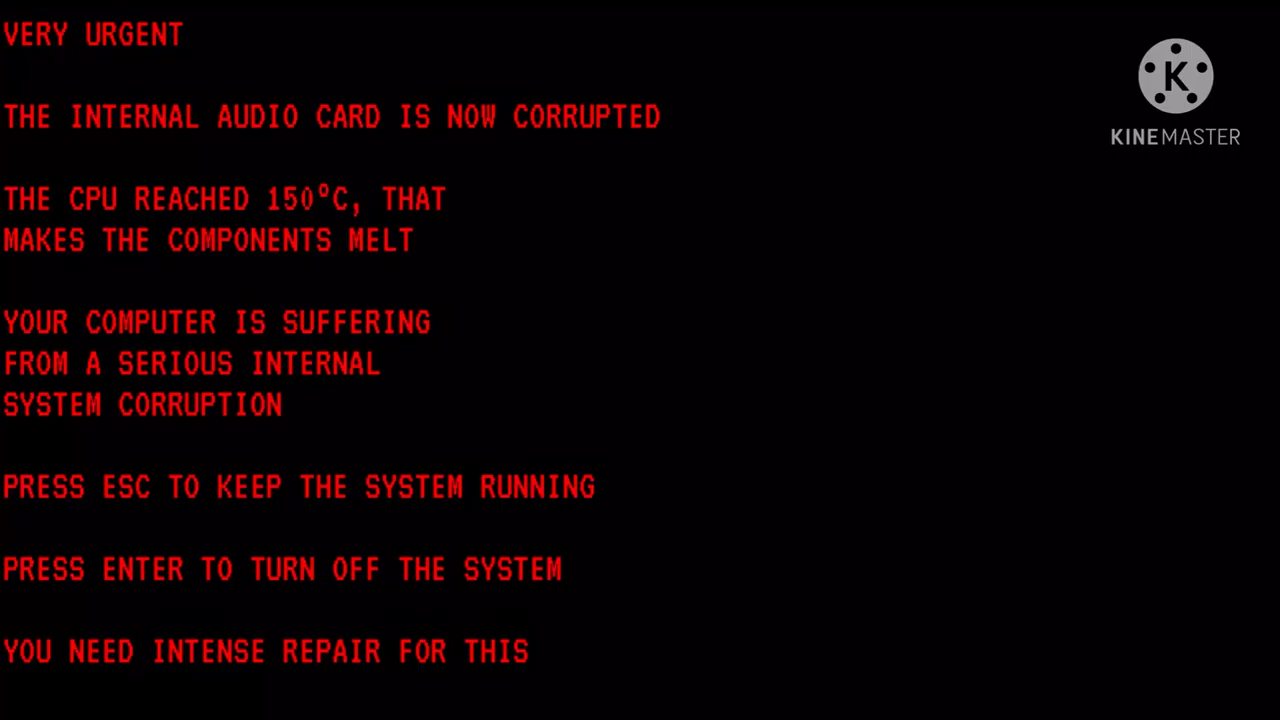 VERY URGENT
THE INTERNAL AUDIO CARD IS NOW CORRUPTED
THE CPU REACHED 150°C, THAT
MAKES THE COMPONENTS MELT
YOUR COMPUTER IS SUFFERING
FROM A SERIOUS INTERNAL
SYSTEM CORRUPTION
PRESS ESC TO KEEP THE SYSTEM RUNNING
PRESS ENTER TO TURN OFF THE SYSTEM
YOU NEED INTENSE REPAIR FOR THIS
K
KINEMASTER